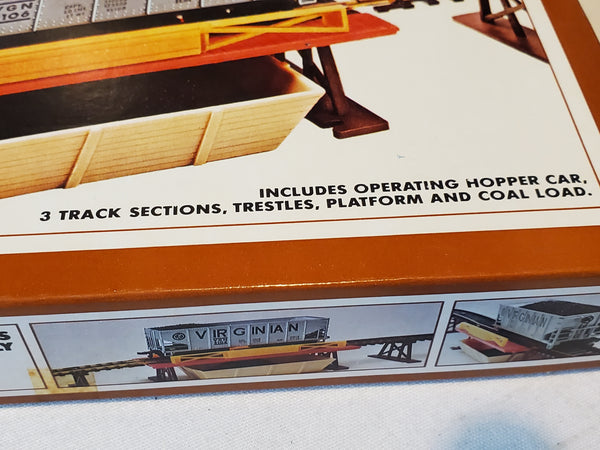 INCLUDES OPERATING HOPPER CAR,
3 TRACK SECTIONS, TRESTLES, PLATFORM AND COAL LOAD.
VIRGINIAN
VIRGINIAN